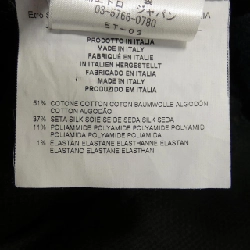 ジャパン
03-5766-0780
PRODOTTO IN ITALIA
MADE IN ITALY
FABRIQUÉ EN ITALIE
IN ITALIEN HERGESTELLT
FABRICADO EN ITALIA
MADE IN ITALY
FABRICADO EM ITÁLIA
51% COTONE COTTON COTON BAUMWOLLE ALGODÓN
COTTON ALGODÃO
37% SETA SILK SOIE SEIDE SEDA SILK SEDA
11% POLIAMMIDE POLYAMIDE POLYAMIDE POLYAMID
POLIAMIDA POLYAMIDE POLIAMIDA
1% ELASTAN ELASTANE ELASTHANNE ELASTAN
ELASTANO ELASTANE ELASTHAN